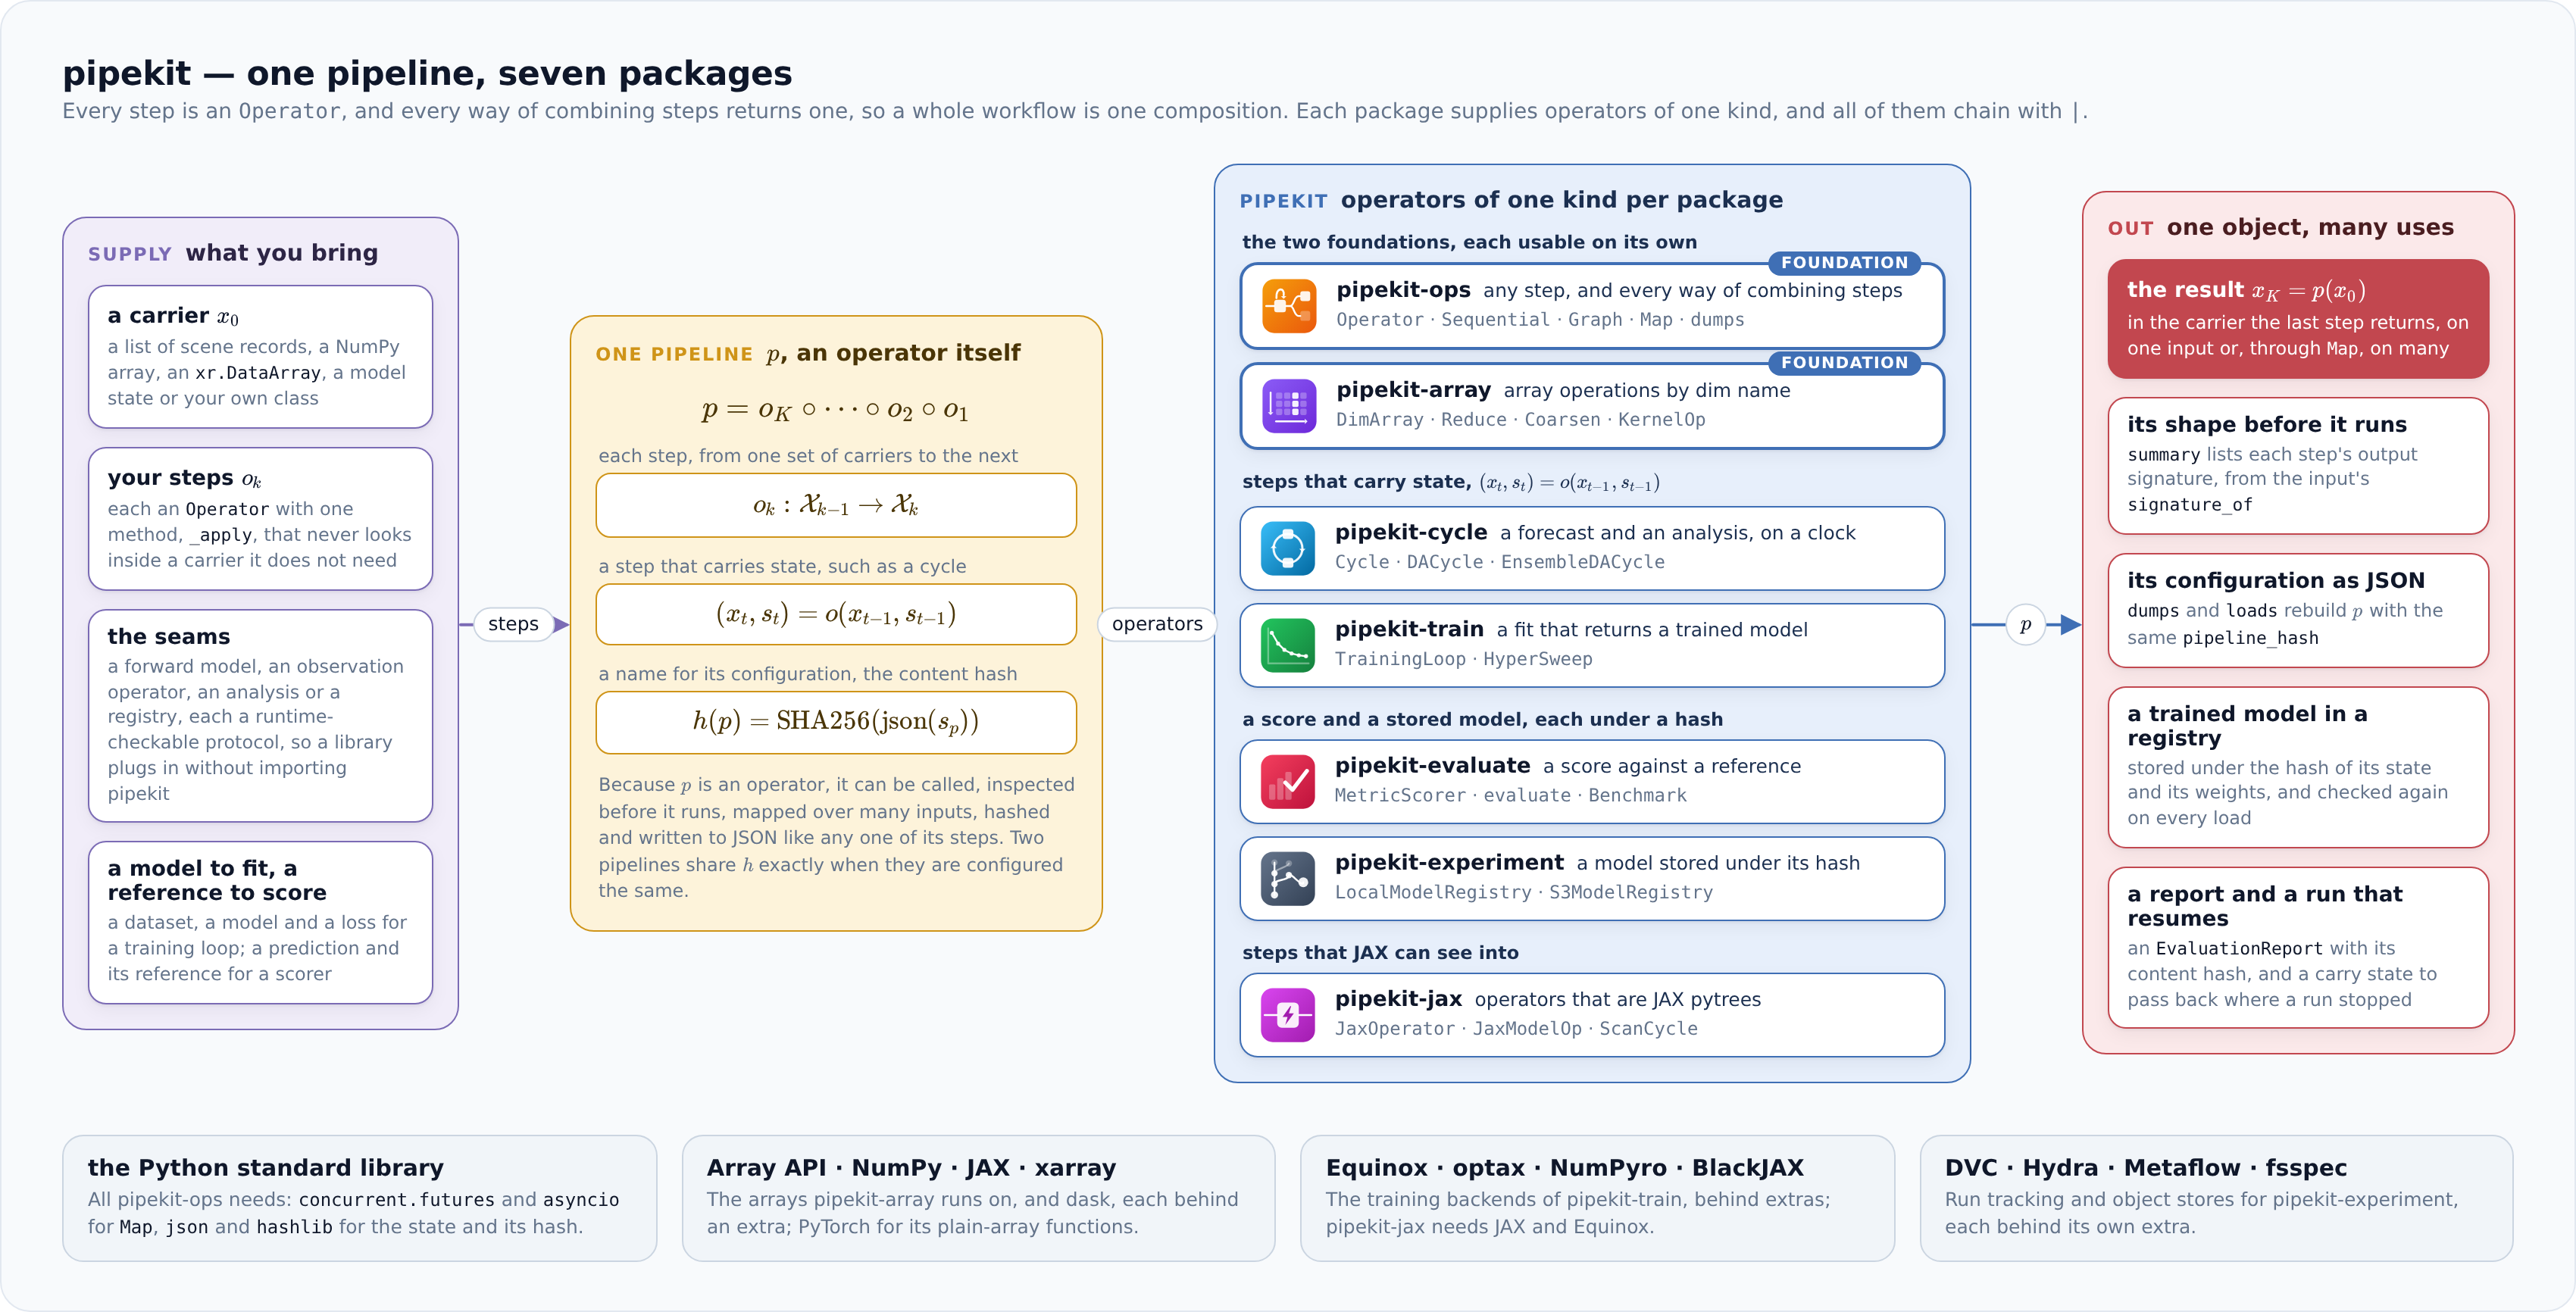 pipekit — one pipeline, seven packages
Every step is an Operator, and every way of combining steps returns one, so a whole workflow is one composition. Each package supplies operators of one kind, and all of them chain with |.
SUPPLY what you bring
a carrier x₀
a list of scene records, a NumPy
array, an xr.DataArray, a model
state or your own class
your steps oₖ
each an Operator with one
method, _apply, that never looks
inside a carrier it does not need
the seams
a forward model, an observation
operator, an analysis or a
registry, each a runtime-
checkable protocol, so a library
plugs in without importing
pipekit
a model to fit, a
reference to score
a dataset, a model and a loss for
a training loop; a prediction and
its reference for a scorer
steps
ONE PIPELINE p, an operator itself
p = o_K ∘ ⋯ ∘ o₂ ∘ o₁
each step, from one set of carriers to the next
oₖ : 𝒳ₖ₋₁ → 𝒳ₖ
a step that carries state, such as a cycle
(xₜ, sₜ) = o(xₜ₋₁, sₜ₋₁)
a name for its configuration, the content hash
h(p) = SHA256(json(sₚ))
Because p is an operator, it can be called, inspected
before it runs, mapped over many inputs, hashed
and written to JSON like any one of its steps. Two
pipelines share h exactly when they are configured
the same.
operators
PIPEKIT operators of one kind per package
the two foundations, each usable on its own
FOUNDATION
pipekit-ops any step, and every way of combining steps
Operator · Sequential · Graph · Map · dumps
FOUNDATION
pipekit-array array operations by dim name
DimArray · Reduce · Coarsen · KernelOp
steps that carry state, (xₜ, sₜ) = o(xₜ₋₁, sₜ₋₁)
pipekit-cycle a forecast and an analysis, on a clock
Cycle · DACycle · EnsembleDACycle
pipekit-train a fit that returns a trained model
TrainingLoop · HyperSweep
a score and a stored model, each under a hash
pipekit-evaluate a score against a reference
MetricScorer · evaluate · Benchmark
pipekit-experiment a model stored under its hash
LocalModelRegistry · S3ModelRegistry
steps that JAX can see into
pipekit-jax operators that are JAX pytrees
JaxOperator · JaxModelOp · ScanCycle
p
OUT one object, many uses
the result x_K = p(x₀)
in the carrier the last step returns, on
one input or, through Map, on many
its shape before it runs
summary lists each step's output
signature, from the input's
signature_of
its configuration as JSON
dumps and loads rebuild p with the
same pipeline_hash
a trained model in a
registry
stored under the hash of its state
and its weights, and checked again
on every load
a report and a run that
resumes
an EvaluationReport with its
content hash, and a carry state to
pass back where a run stopped
the Python standard library
All pipekit-ops needs: concurrent.futures and asyncio
for Map, json and hashlib for the state and its hash.
Array API · NumPy · JAX · xarray
The arrays pipekit-array runs on, and dask, each behind
an extra; PyTorch for its plain-array functions.
Equinox · optax · NumPyro · BlackJAX
The training backends of pipekit-train, behind extras;
pipekit-jax needs JAX and Equinox.
DVC · Hydra · Metaflow · fsspec
Run tracking and object stores for pipekit-experiment,
each behind its own extra.